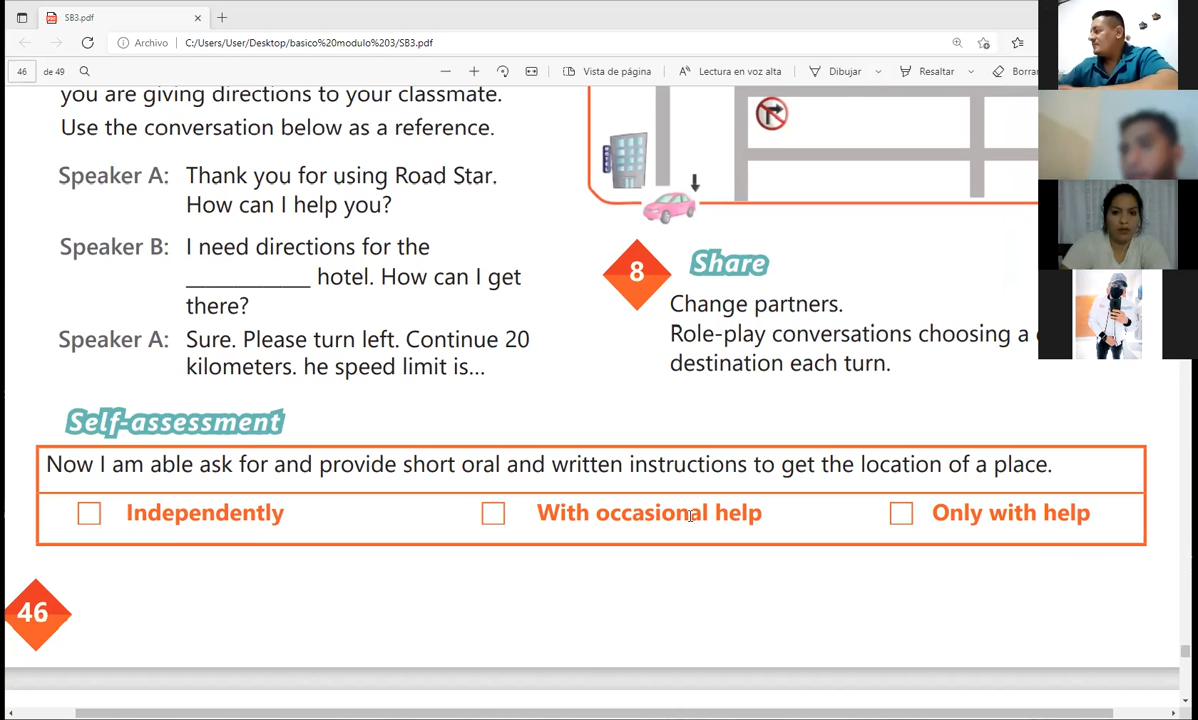 SB3.pdf
Archivo
C:/Users/User/Desktop/basico%20modulo%203/SB3.pdf
46
de 49
Vista de página
Lectura en voz alta
Dibujar
Resaltar
Borrar
you are giving directions to your classmate.
Use the conversation below as a reference.
Speaker A: Thank you for using Road Star.
How can I help you?
Speaker B: I need directions for the
____________ hotel. How can I get
there?
Speaker A: Sure. Please turn left. Continue 20
kilometers. he speed limit is...
8
Share
Change partners.
Role-play conversations choosing a
destination each turn.
Self-assessment
Now I am able ask for and provide short oral and written instructions to get the location of a place.
Independently
With occasional help
Only with help
46